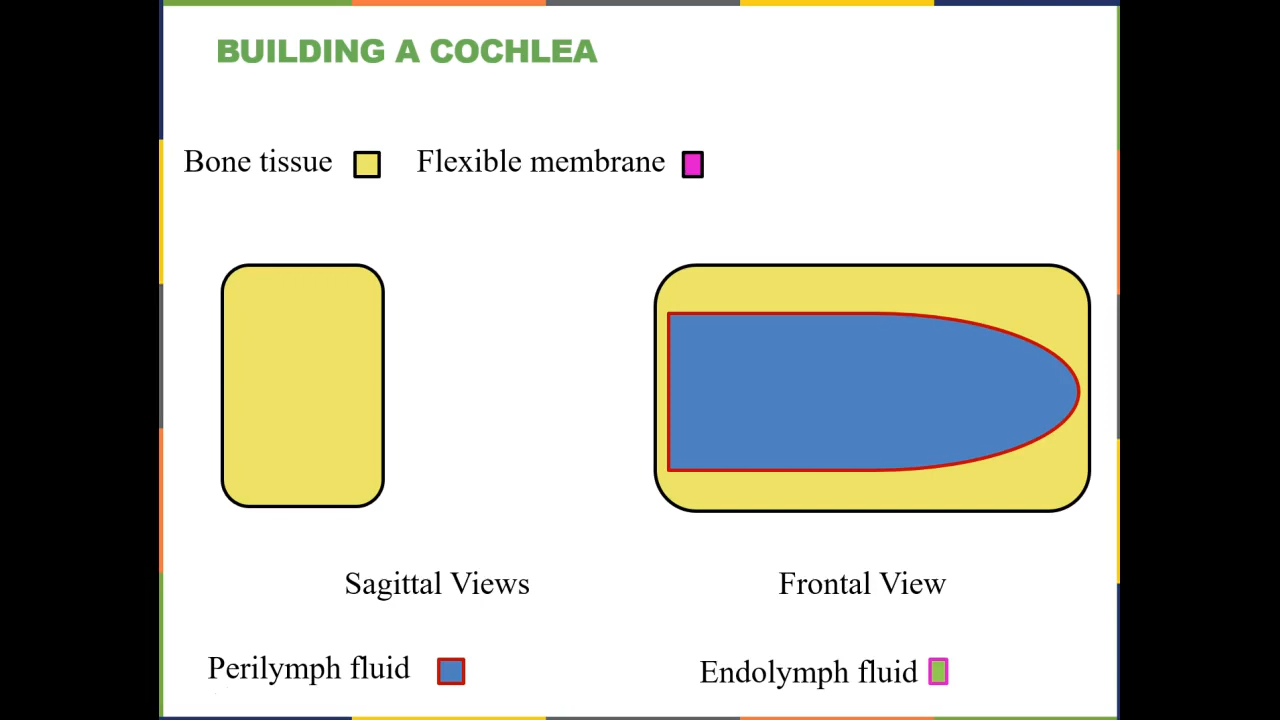 BUILDING A COCHLEA
Bone tissue
Flexible membrane
Sagittal Views
Frontal View
Perilymph fluid
Endolymph fluid